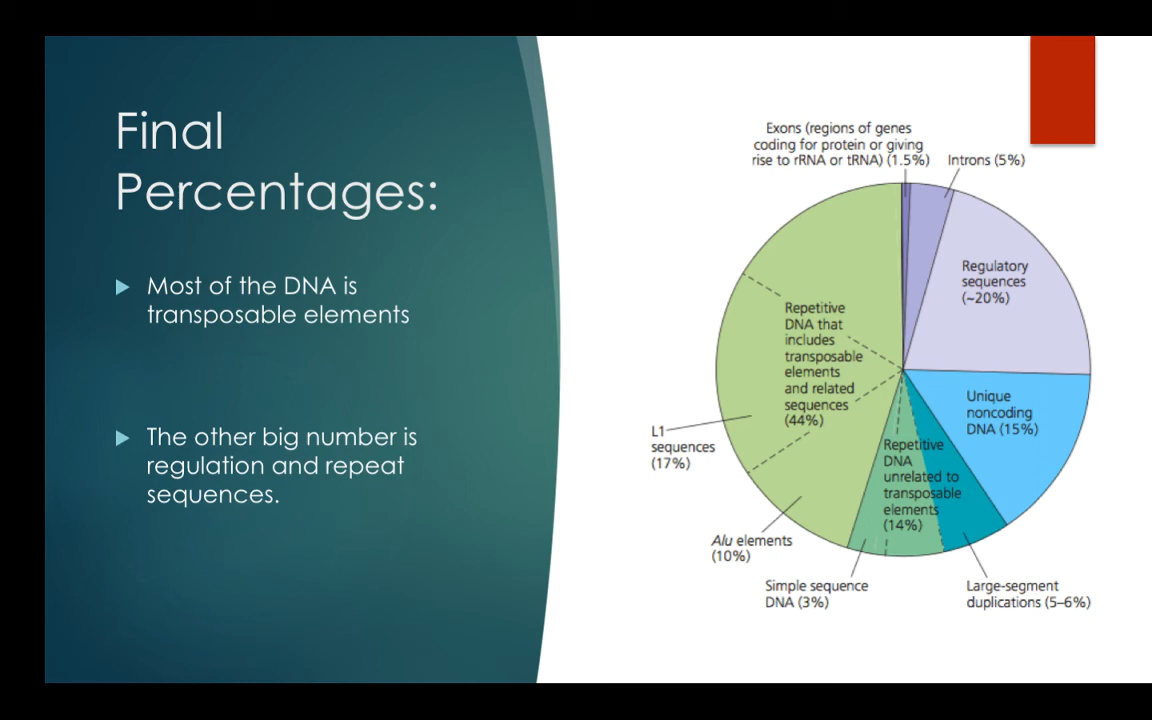 Final
Percentages:
Most of the DNA is
transposable elements
The other big number is
regulation and repeat
sequences.
Exons (regions of genes
coding for protein or giving
rise to rRNA or tRNA) (1.5%)
Introns (5%)
Regulatory
sequences
(~20%)
Unique
noncoding
DNA (15%)
Repetitive
DNA that
includes
transposable
elements
and related
sequences
(44%)
L1
sequences
(17%)
Repetitive
DNA
unrelated to
transposable
elements
(14%)
Alu elements
(10%)
Simple sequence
DNA (3%)
Large-segment
duplications (5–6%)